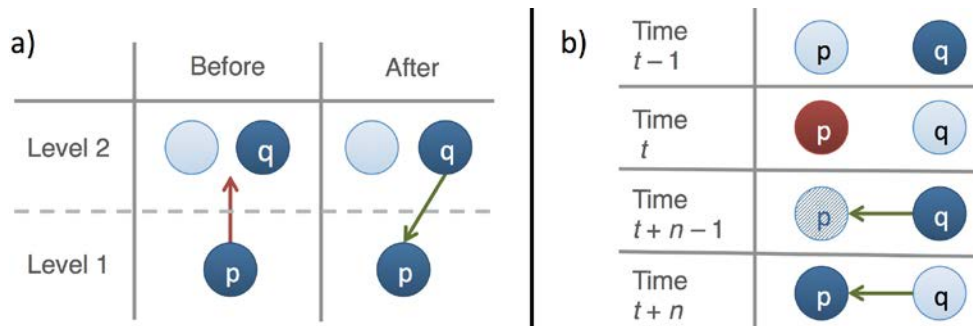 a)
Before After
Level 2 q q
Level 1 p p
b)
Time
t – 1 p q
Time
t p q
Time
t + n – 1 p q
Time
t + n p q